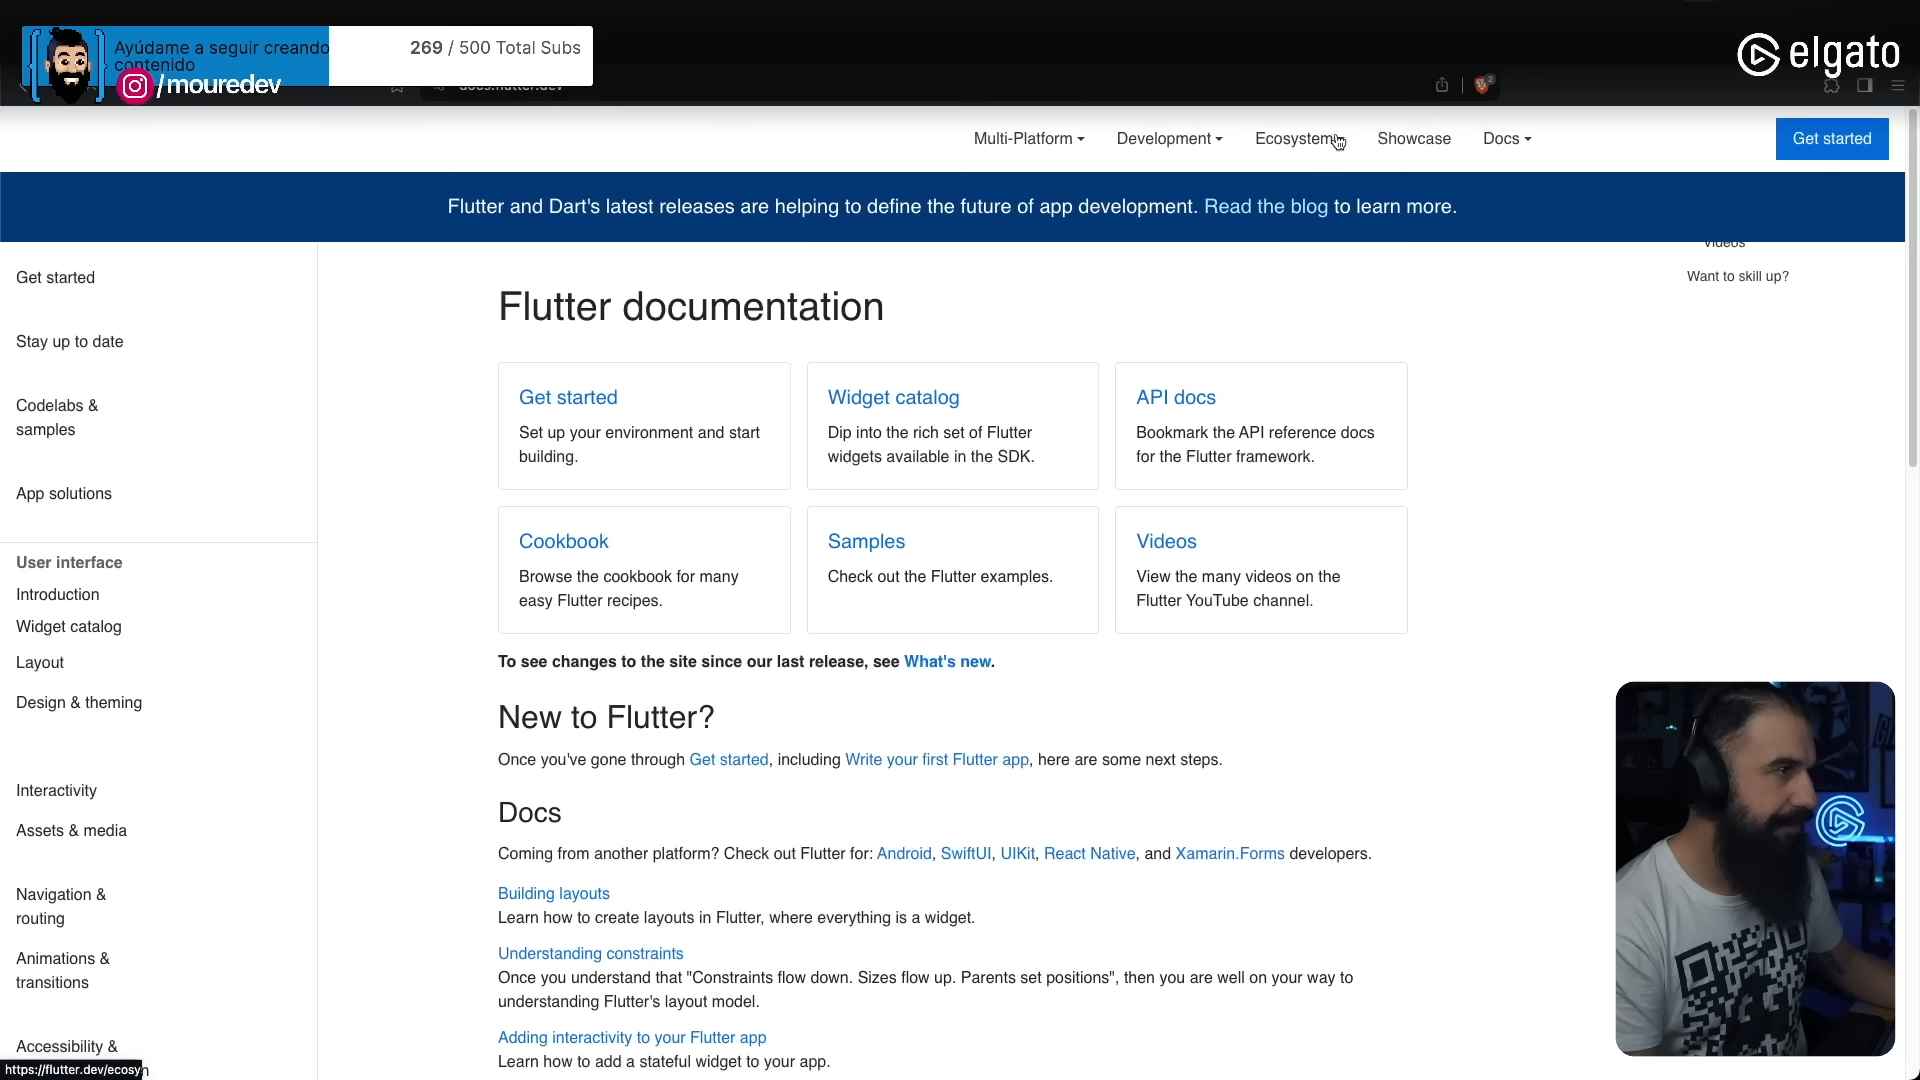 Ayúdame a seguir creando
contenido
269 / 500 Total Subs
/mouredev
docs.flutter.dev
2
elgato
Multi-Platform
Development
Ecosystem
Showcase
Docs
Get started
Flutter and Dart's latest releases are helping to define the future of app development. Read the blog to learn more.
Get started
Stay up to date
Codelabs &
samples
App solutions
User interface
Introduction
Widget catalog
Layout
Design & theming
Interactivity
Assets & media
Navigation &
routing
Animations &
transitions
Accessibility &
https://flutter.dev/ecosy
Flutter documentation
Get started
Set up your environment and start
building.
Widget catalog
Dip into the rich set of Flutter
widgets available in the SDK.
API docs
Bookmark the API reference docs
for the Flutter framework.
Cookbook
Browse the cookbook for many
easy Flutter recipes.
Samples
Check out the Flutter examples.
Videos
View the many videos on the
Flutter YouTube channel.
To see changes to the site since our last release, see What's new.
New to Flutter?
Once you've gone through Get started, including Write your first Flutter app, here are some next steps.
Docs
Coming from another platform? Check out Flutter for: Android, SwiftUI, UIKit, React Native, and Xamarin.Forms developers.
Building layouts
Learn how to create layouts in Flutter, where everything is a widget.
Understanding constraints
Once you understand that "Constraints flow down. Sizes flow up. Parents set positions", then you are well on your way to
understanding Flutter's layout model.
Adding interactivity to your Flutter app
Learn how to add a stateful widget to your app.
Videos
Want to skill up?